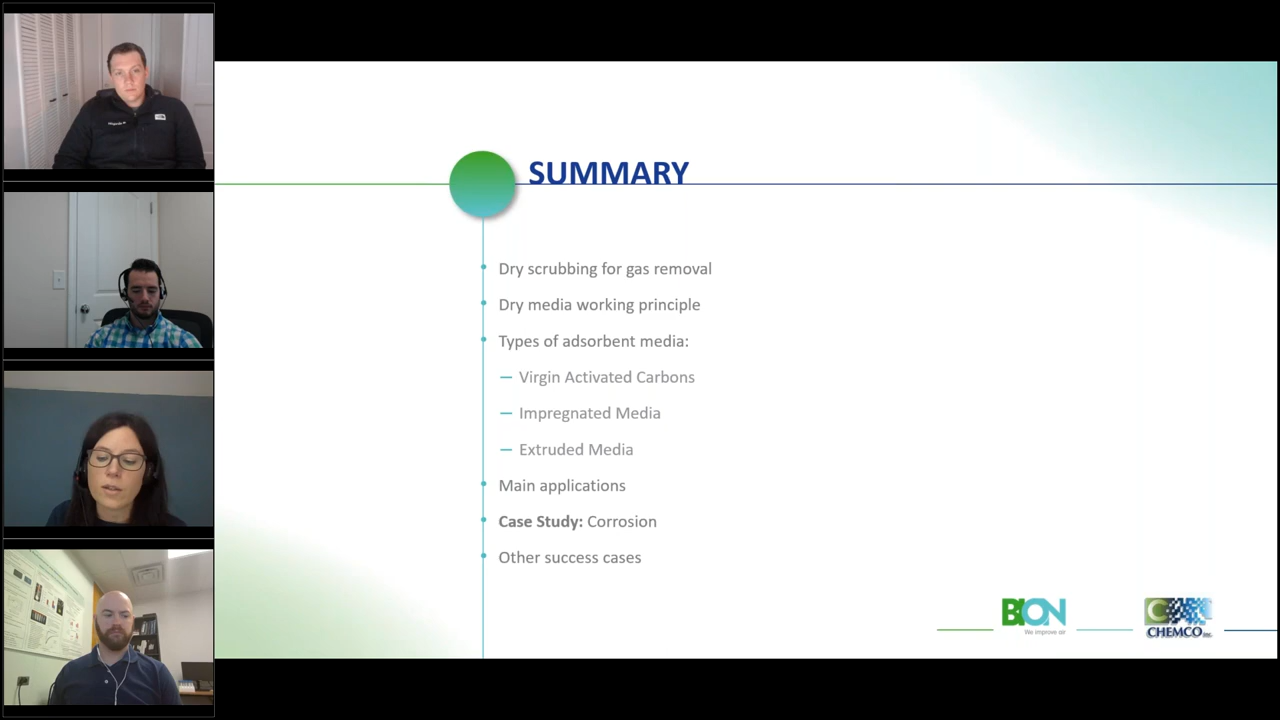 SUMMARY
Dry scrubbing for gas removal
Dry media working principle
Types of adsorbent media:
Virgin Activated Carbons
Impregnated Media
Extruded Media
Main applications
Case Study: Corrosion
Other success cases
BION
We improve air
CHEMCO inc.